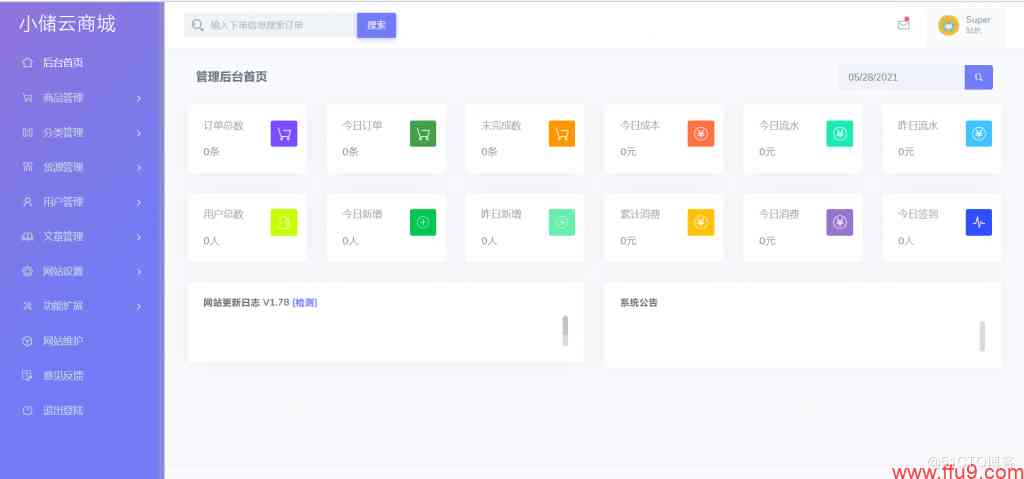 小储云商城
输入下单信息搜索订单
搜索
Super
站长
后台首页
商品管理
分类管理
货源管理
用户管理
文章管理
网站设置
功能扩展
网站维护
意见反馈
退出登陆
管理后台首页
05/28/2021
订单总数
0条
今日订单
0条
未完成数
0条
今日成本
0元
今日流水
0元
昨日流水
0元
用户总数
0人
今日新增
0人
昨日新增
0人
累计消费
0元
今日消费
0元
今日签到
0人
网站更新日志 V1.78 [检测]
系统公告
@51CTO博客
www.ffu9.com